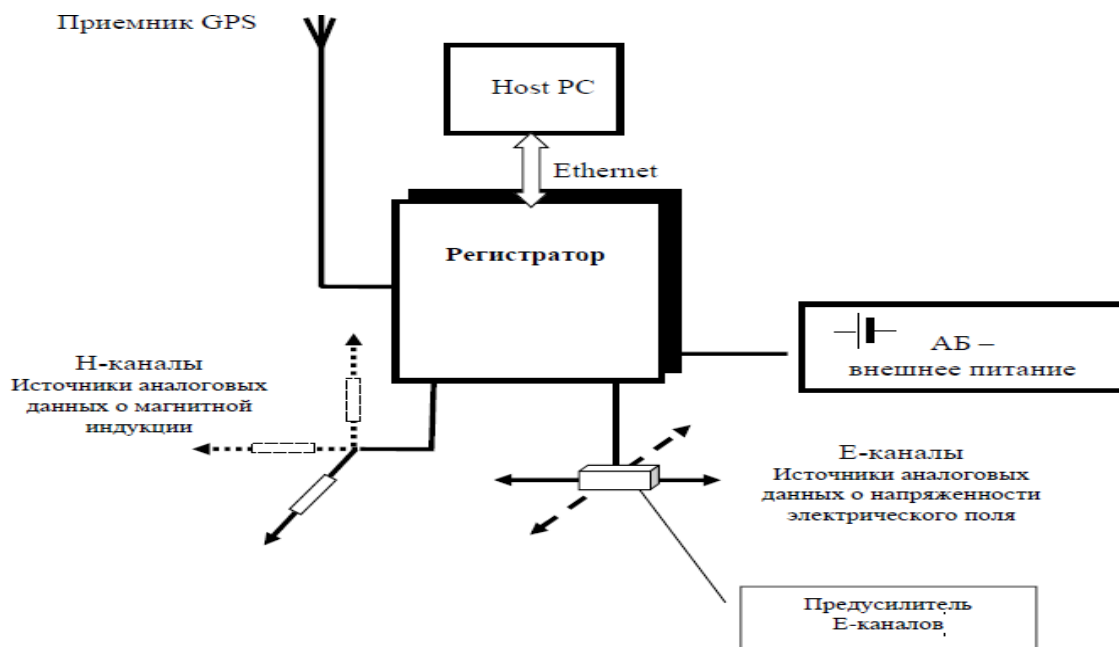 Приемник GPS
Host PC
Ethernet
Регистратор
АБ –
внешнее питание
Н-каналы
Источники аналоговых
данных о магнитной
индукции
Е-каналы
Источники аналоговых
данных о напряженности
электрического поля
Предусилитель
Е-каналов